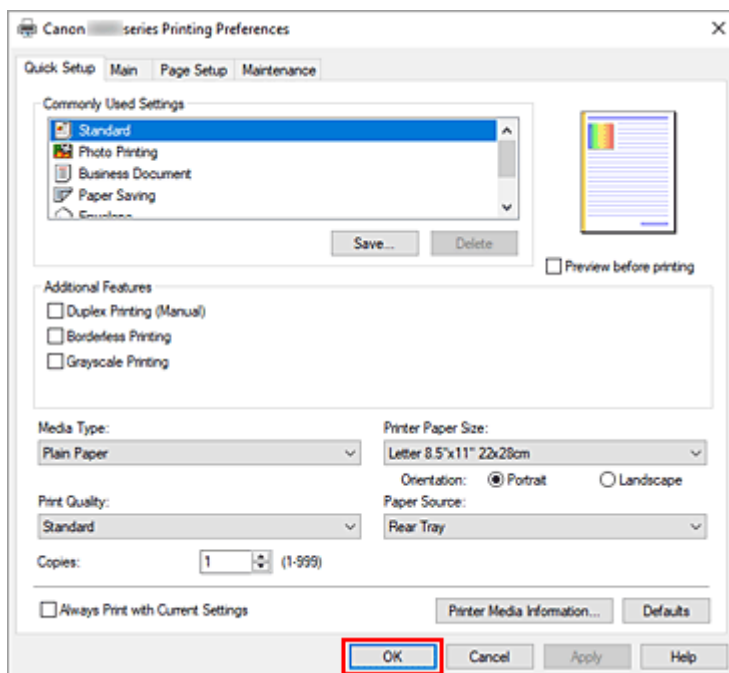 Canon series Printing Preferences
Quick Setup Main Page Setup Maintenance
Commonly Used Settings
Standard
Photo Printing
Business Document
Paper Saving
Envelope
Save... Delete
Preview before printing
Additional Features
Duplex Printing (Manual)
Borderless Printing
Grayscale Printing
Media Type: Printer Paper Size:
Plain Paper Letter 8.5"x11" 22x28cm
Orientation: Portrait Landscape
Print Quality: Paper Source:
Standard Rear Tray
Copies: 1 (1-999)
Always Print with Current Settings Printer Media Information... Defaults
OK Cancel Apply Help